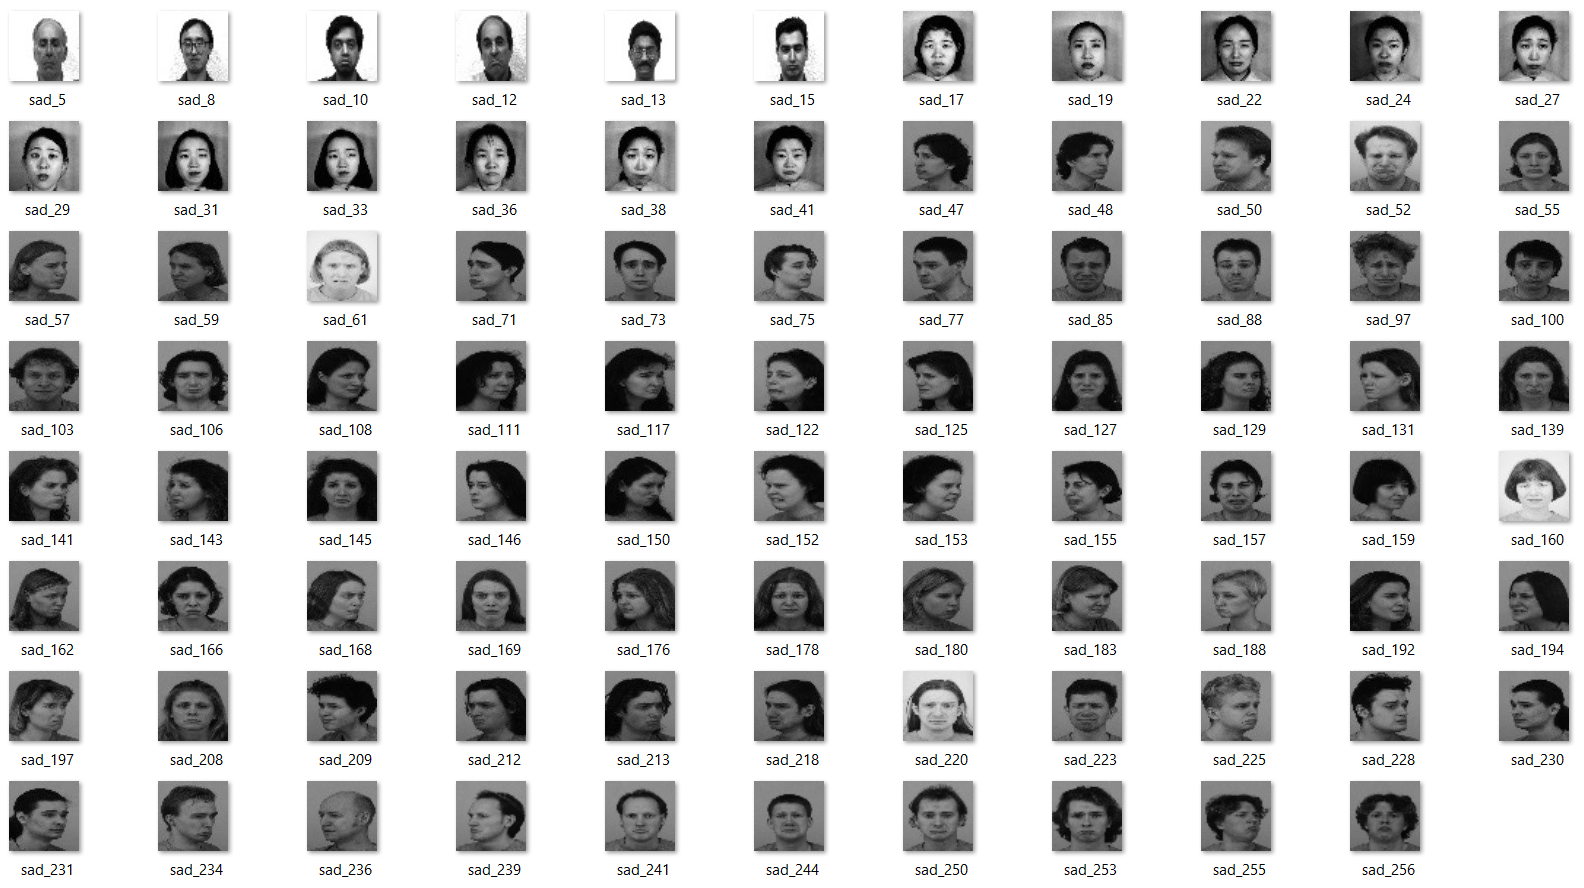 sad_5 sad_8 sad_10 sad_12 sad_13 sad_15 sad_17 sad_19 sad_22 sad_24 sad_27
sad_29 sad_31 sad_33 sad_36 sad_38 sad_41 sad_47 sad_48 sad_50 sad_52 sad_55
sad_57 sad_59 sad_61 sad_71 sad_73 sad_75 sad_77 sad_85 sad_88 sad_97 sad_100
sad_103 sad_106 sad_108 sad_111 sad_117 sad_122 sad_125 sad_127 sad_129 sad_131 sad_139
sad_141 sad_143 sad_145 sad_146 sad_150 sad_152 sad_153 sad_155 sad_157 sad_159 sad_160
sad_162 sad_166 sad_168 sad_169 sad_176 sad_178 sad_180 sad_183 sad_188 sad_192 sad_194
sad_197 sad_208 sad_209 sad_212 sad_213 sad_218 sad_220 sad_223 sad_225 sad_228 sad_230
sad_231 sad_234 sad_236 sad_239 sad_241 sad_244 sad_250 sad_253 sad_255 sad_256